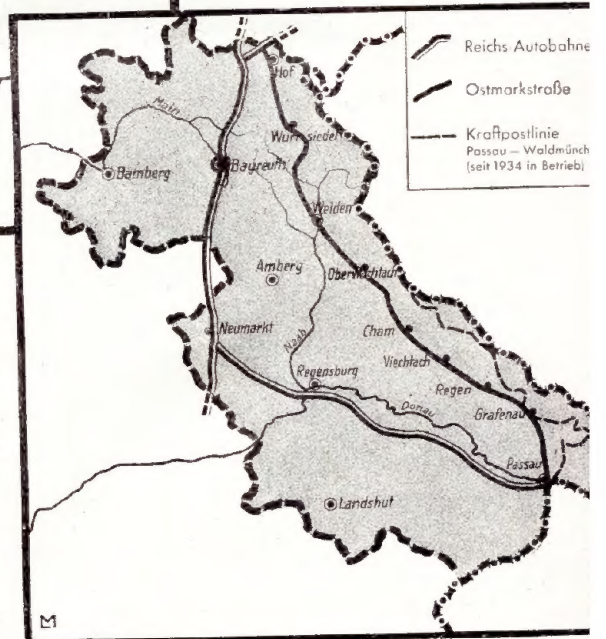 Reichs-Autobahne
Ostmarkstraße
Kraftpostlinie
Passau – Waldmünch
(seit 1934 in Betrieb)
Hof
Main
Wunsiedel
Bayreuth
Bamberg
Weiden
Amberg
Oberviechtach
Neumarkt
Cham
Naab
Viechtach
Regensburg
Regen
Donau
Grafenau
Passau
Landshut